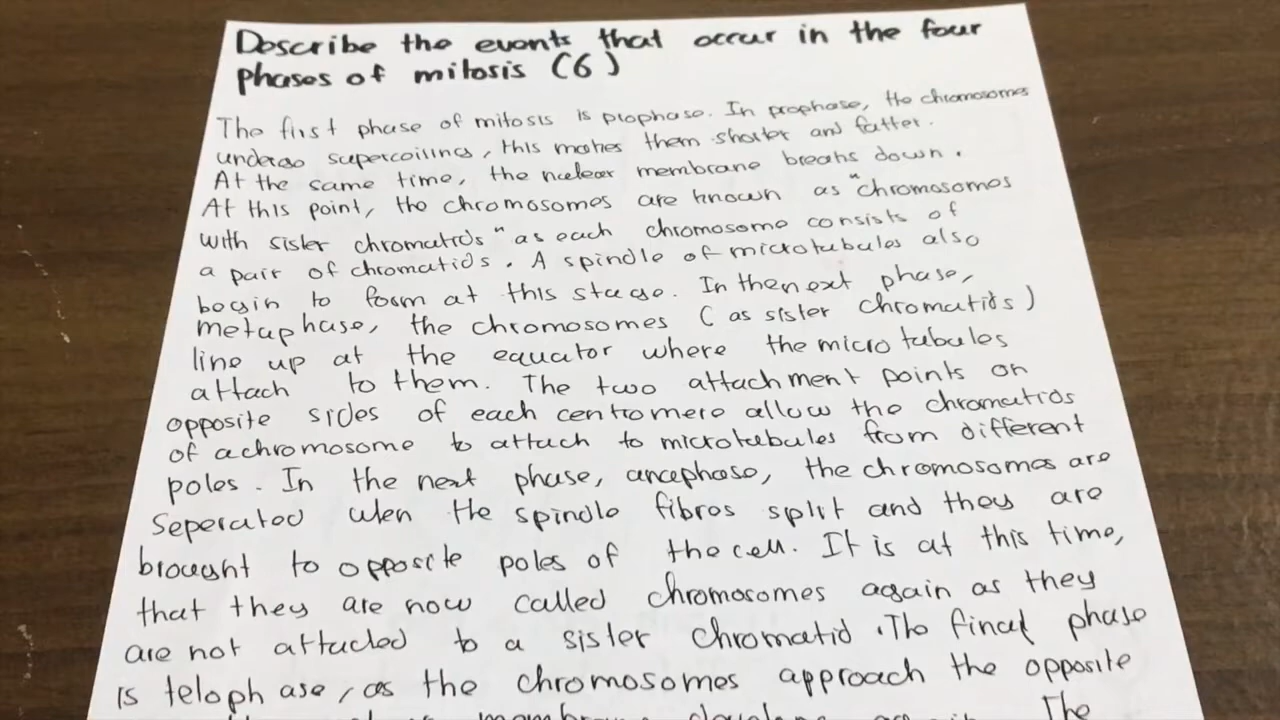 Describe the events that occur in the four
phases of mitosis (6)
The first phase of mitosis is prophase. In prophase, the chromosomes
undergo supercoiling, this makes them shorter and fatter.
At the same time, the nuclear membrane breaks down.
At this point, the chromosomes are known as "chromosomes
with sister chromatids" as each chromosome consists of
a pair of chromatids. A spindle of microtubules also
begin to form at this stage. In the next phase,
metaphase, the chromosomes (as sister chromatids)
line up at the equator where the microtubules
attach to them. The two attachment points on
opposite sides of each centromere allow the chromatids
of a chromosome to attach to microtubules from different
poles. In the next phase, anaphase, the chromosomes are
seperated when the spindle fibres split and they are
brought to opposite poles of the cell. It is at this time,
that they are now called chromosomes again as they
are not attached to a sister chromatid. The final phase
is telophase, as the chromosomes approach the opposite
The